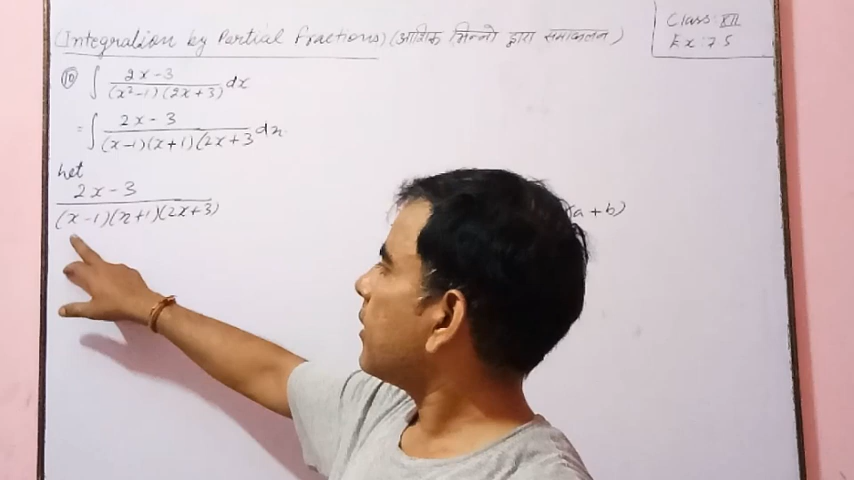 (Integration by Partial Fractions) (आंशिक भिन्नो द्वारा समाकलन)
Class: XII
Ex: 7.5
(10) ∫ 2x-3 / (x²-1)(2x+3) dx
= ∫ 2x-3 / (x-1)(x+1)(2x+3 dx
Let
2x-3 / (x-1)(x+1)(2x+3)
(a+b)